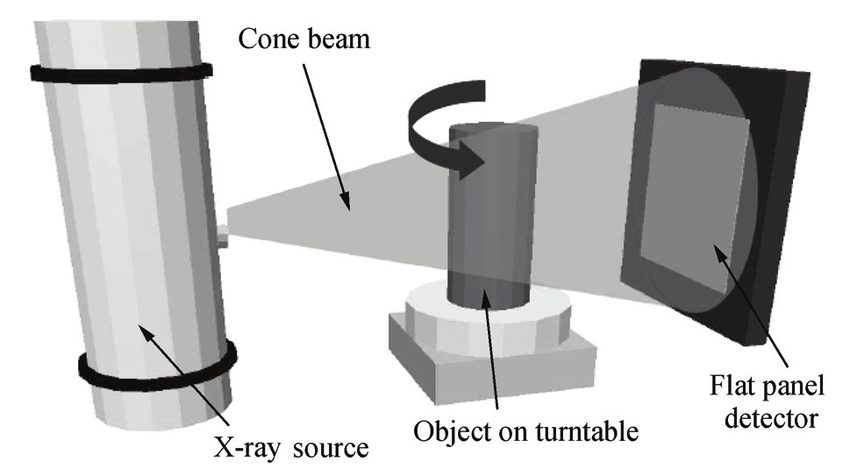 Cone beam
X-ray source
Object on turntable
Flat panel
detector